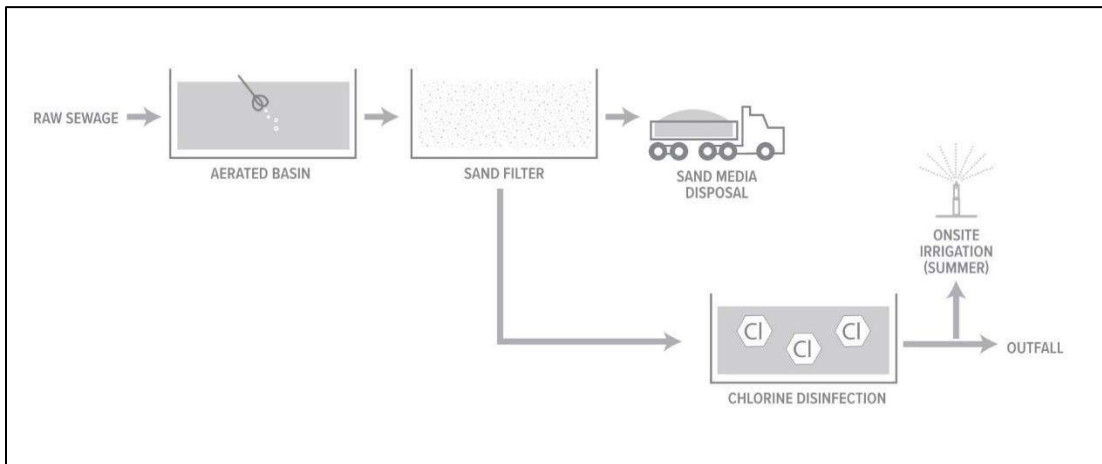 RAW SEWAGE
AERATED BASIN
SAND FILTER
SAND MEDIA
DISPOSAL
ONSITE
IRRIGATION
(SUMMER)
Cl
Cl
Cl
OUTFALL
CHLORINE DISINFECTION